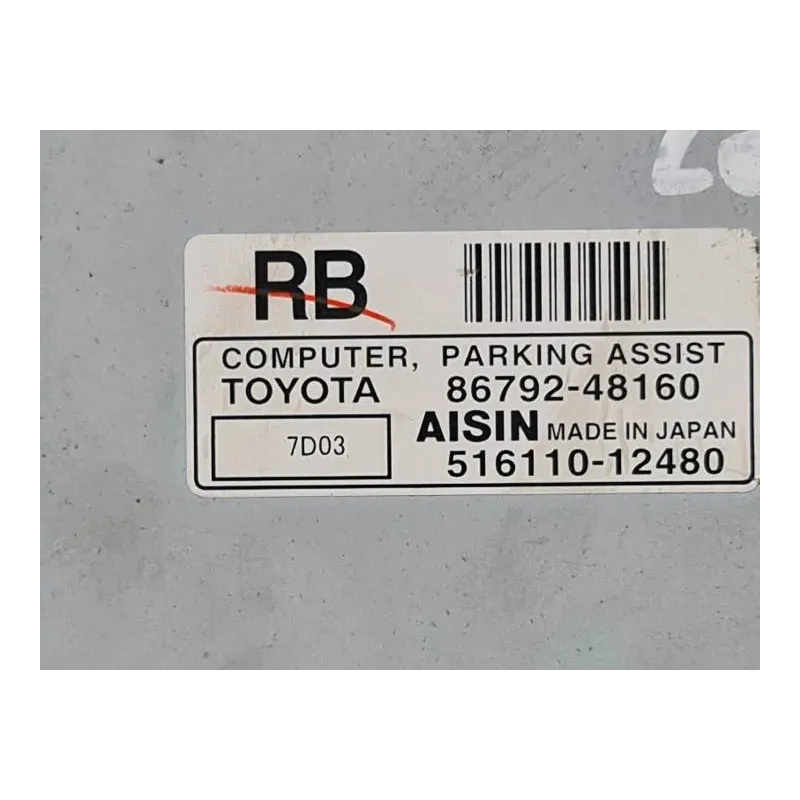 RB
COMPUTER, PARKING ASSIST
TOYOTA 86792-48160
7D03 AISIN MADE IN JAPAN
516110-12480